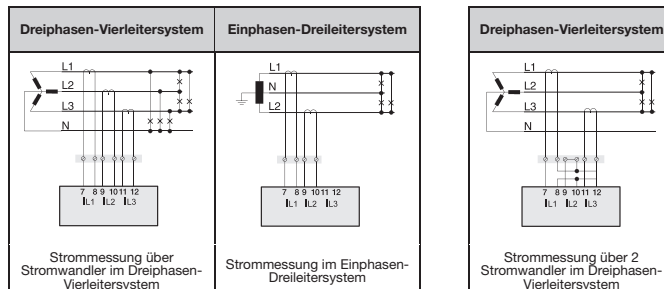 Dreiphasen-Vierleitersystem
L1
L2
L3
N
7 8 9 10 11 12
IL1 IL2 IL3
Strommessung über
Stromwandler im Dreiphasen-
Vierleitersystem
Einphasen-Dreileitersystem
L1
N
L2
7 8 9 10 11 12
IL1 IL2 IL3
Strommessung im Einphasen-
Dreileitersystem
Dreiphasen-Vierleitersystem
L1
L2
L3
N
7 8 9 10 11 12
IL1 IL2 IL3
Strommessung über 2
Stromwandler im Dreiphasen-
Vierleitersystem